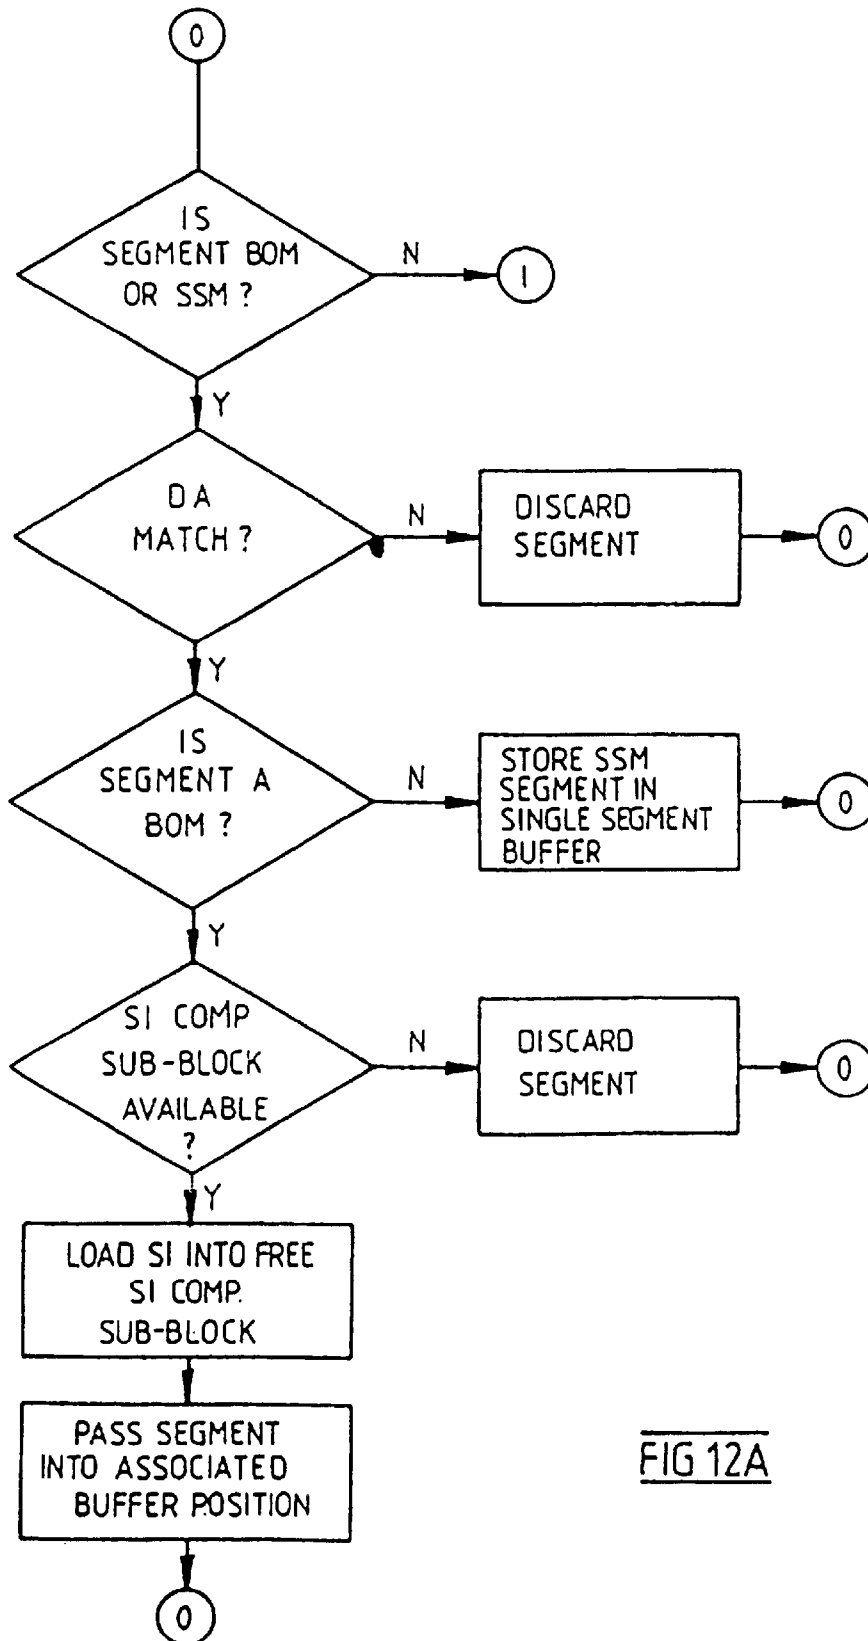 0
IS
SEGMENT BOM
OR SSM ?
N
1
Y
DA
MATCH ?
N
DISCARD
SEGMENT
0
Y
IS
SEGMENT A
BOM ?
N
STORE SSM
SEGMENT IN
SINGLE SEGMENT
BUFFER
0
Y
SI COMP
SUB-BLOCK
AVAILABLE
?
N
DISCARD
SEGMENT
0
Y
LOAD SI INTO FREE
SI COMP.
SUB-BLOCK
PASS SEGMENT
INTO ASSOCIATED
BUFFER POSITION
0
FIG 12A